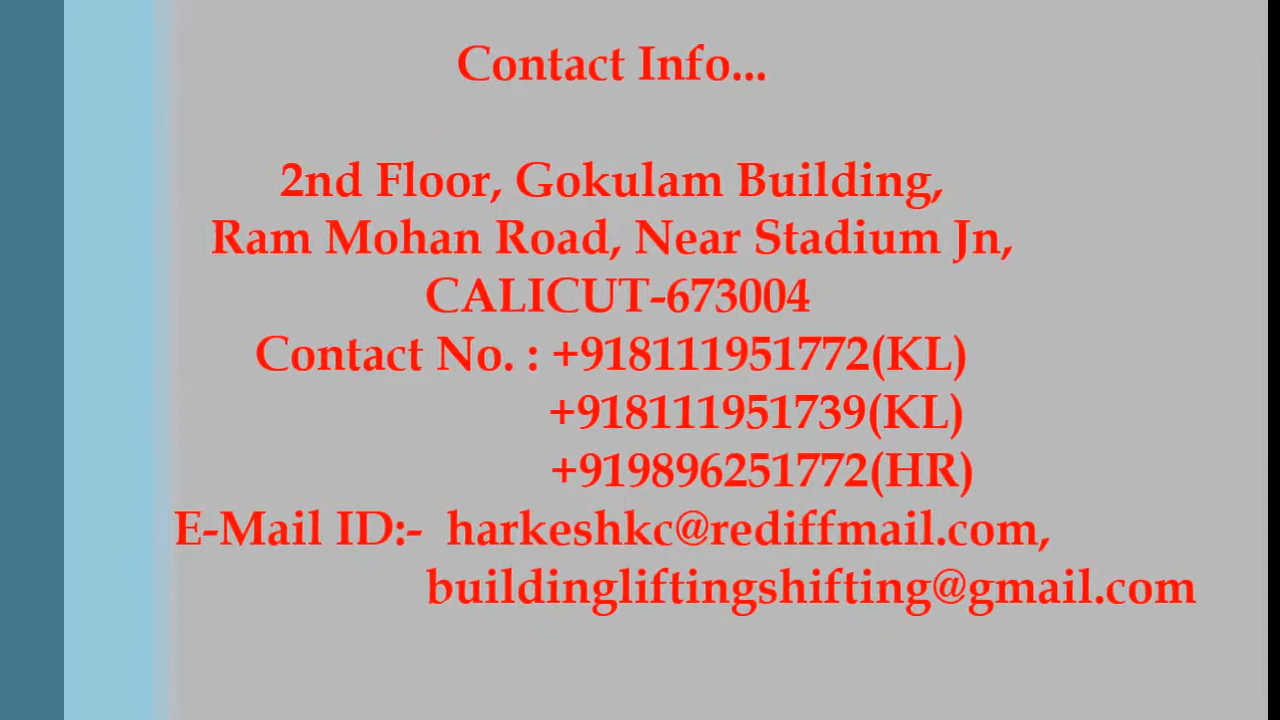 Contact Info...
2nd Floor, Gokulam Building,
Ram Mohan Road, Near Stadium Jn,
CALICUT-673004
Contact No. : +918111951772(KL)
+918111951739(KL)
+919896251772(HR)
E-Mail ID:- harkeshkc@rediffmail.com,
buildingliftingshifting@gmail.com